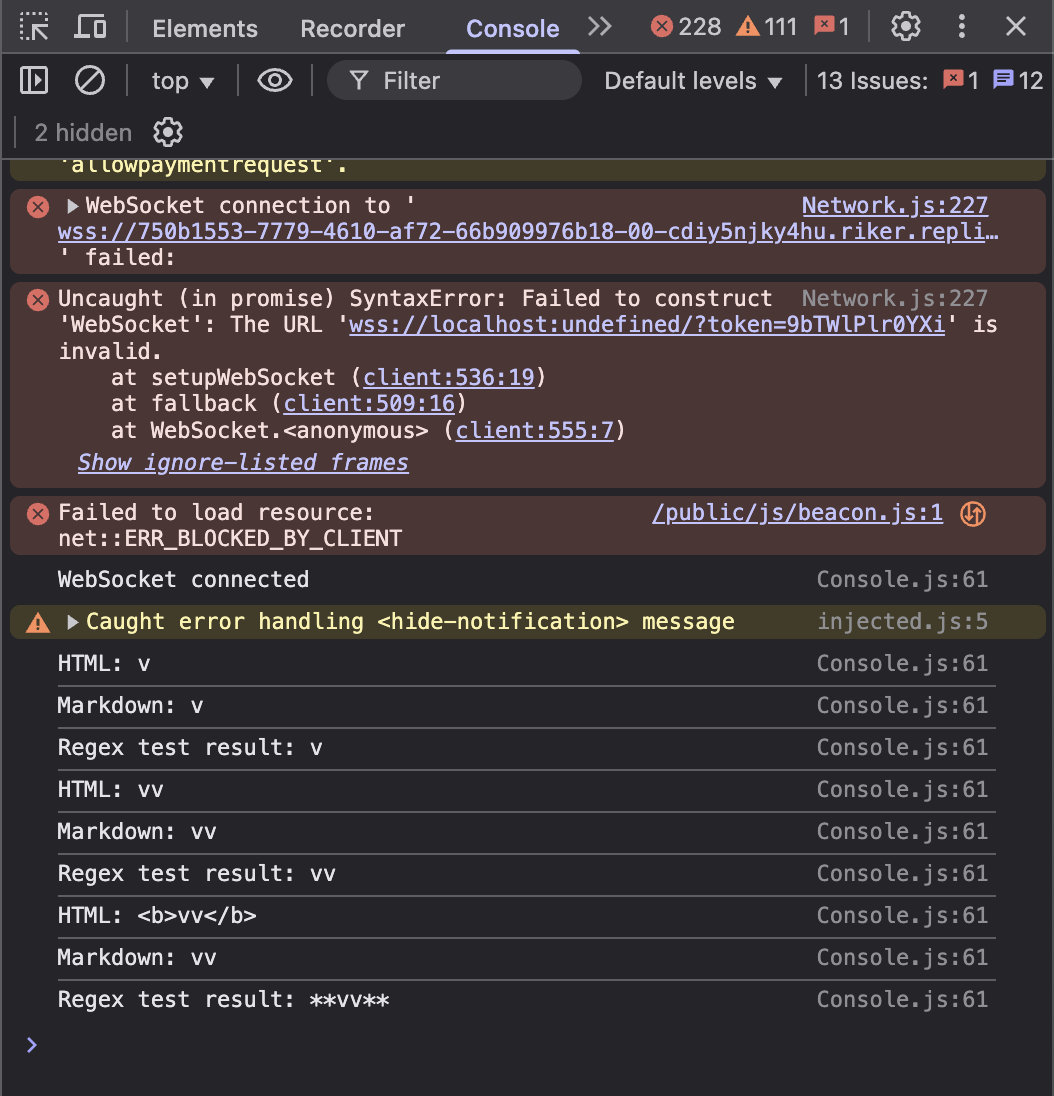 Elements Recorder Console 228 111 1
top Filter Default levels 13 Issues: 1 12
2 hidden
'allowpaymentrequest'.
WebSocket connection to ' Network.js:227
wss://750b1553-7779-4610-af72-66b909976b18-00-cdiy5njky4hu.riker.repli…
' failed:
Uncaught (in promise) SyntaxError: Failed to construct Network.js:227
'WebSocket': The URL 'wss://localhost:undefined/?token=9bTWlPlr0YXi' is
invalid.
at setupWebSocket (client:536:19)
at fallback (client:509:16)
at WebSocket.<anonymous> (client:555:7)
Show ignore-listed frames
Failed to load resource: /public/js/beacon.js:1
net::ERR_BLOCKED_BY_CLIENT
WebSocket connected Console.js:61
Caught error handling <hide-notification> message injected.js:5
HTML: v Console.js:61
Markdown: v Console.js:61
Regex test result: v Console.js:61
HTML: vv Console.js:61
Markdown: vv Console.js:61
Regex test result: vv Console.js:61
HTML: <b>vv</b> Console.js:61
Markdown: vv Console.js:61
Regex test result: **vv** Console.js:61